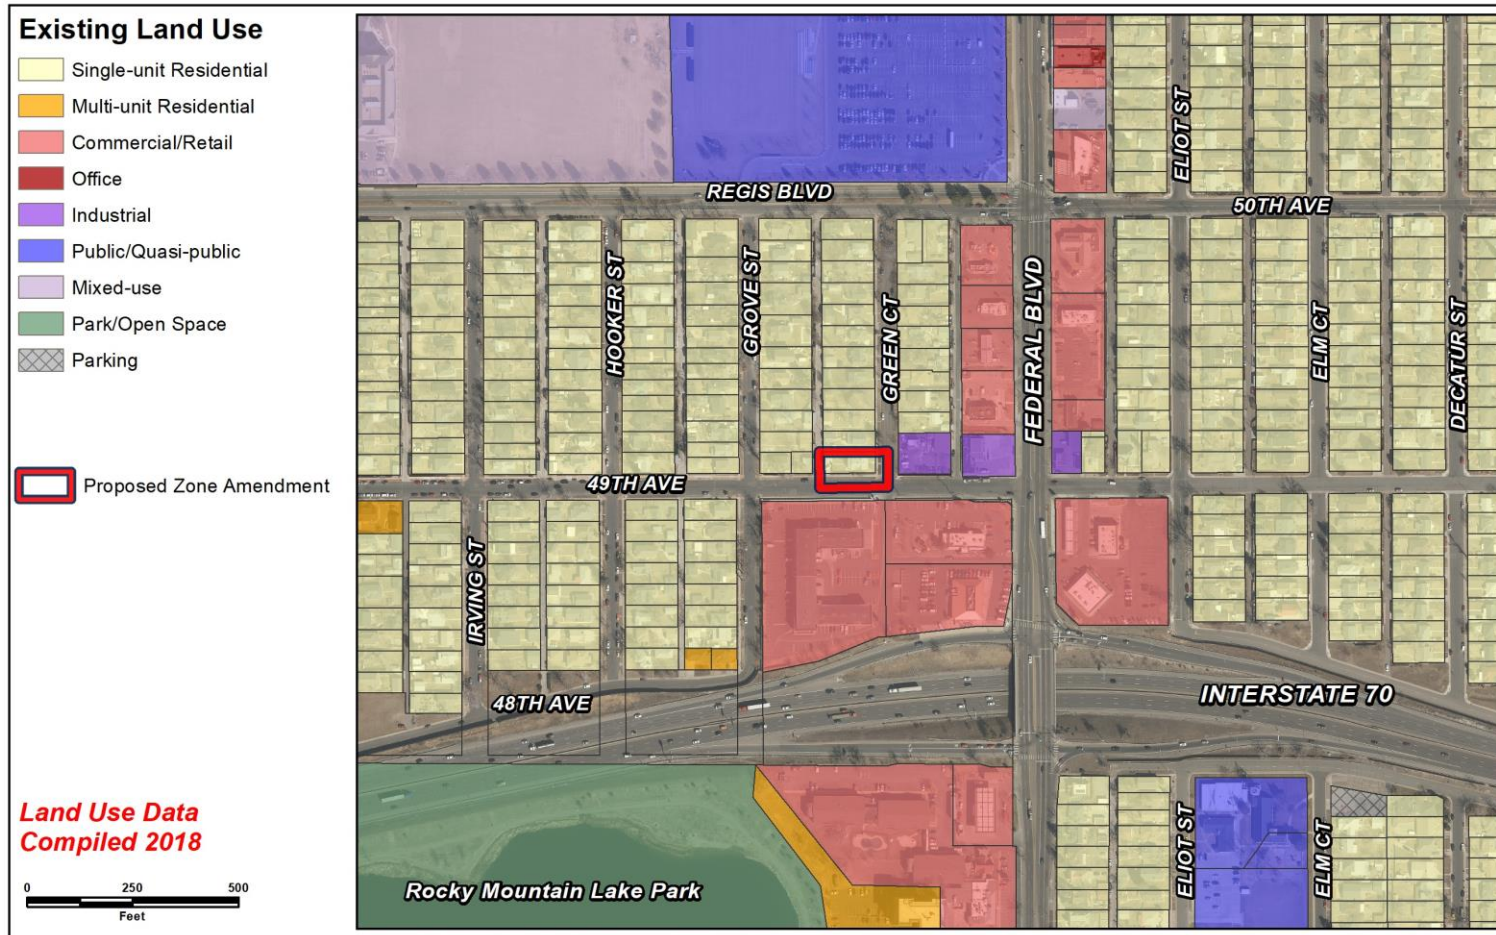 Existing Land Use
Single-unit Residential
Multi-unit Residential
Commercial/Retail
Office
Industrial
Public/Quasi-public
Mixed-use
Park/Open Space
Parking
Proposed Zone Amendment
Land Use Data
Compiled 2018
0 250 500
Feet
REGIS BLVD
50TH AVE
ELIOT ST
HOOKER ST
GROVE ST
GREEN CT
FEDERAL BLVD
ELM CT
DECATUR ST
49TH AVE
IRVING ST
48TH AVE
INTERSTATE 70
Rocky Mountain Lake Park
ELIOT ST
ELM CT